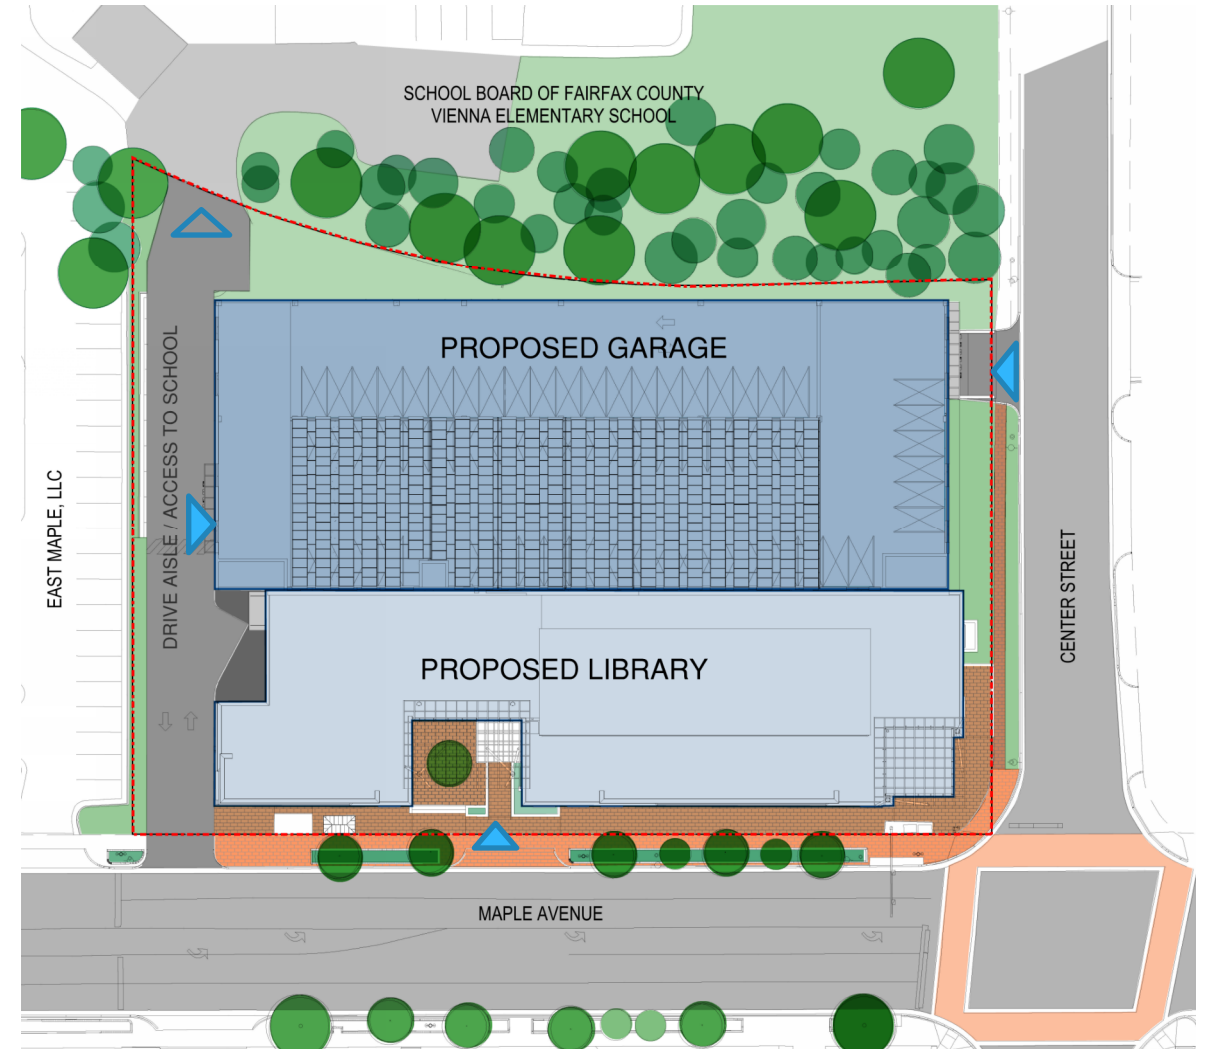 SCHOOL BOARD OF FAIRFAX COUNTY
VIENNA ELEMENTARY SCHOOL
PROPOSED GARAGE
DRIVE AISLE / ACCESS TO SCHOOL
EAST MAPLE, LLC
CENTER STREET
PROPOSED LIBRARY
MAPLE AVENUE